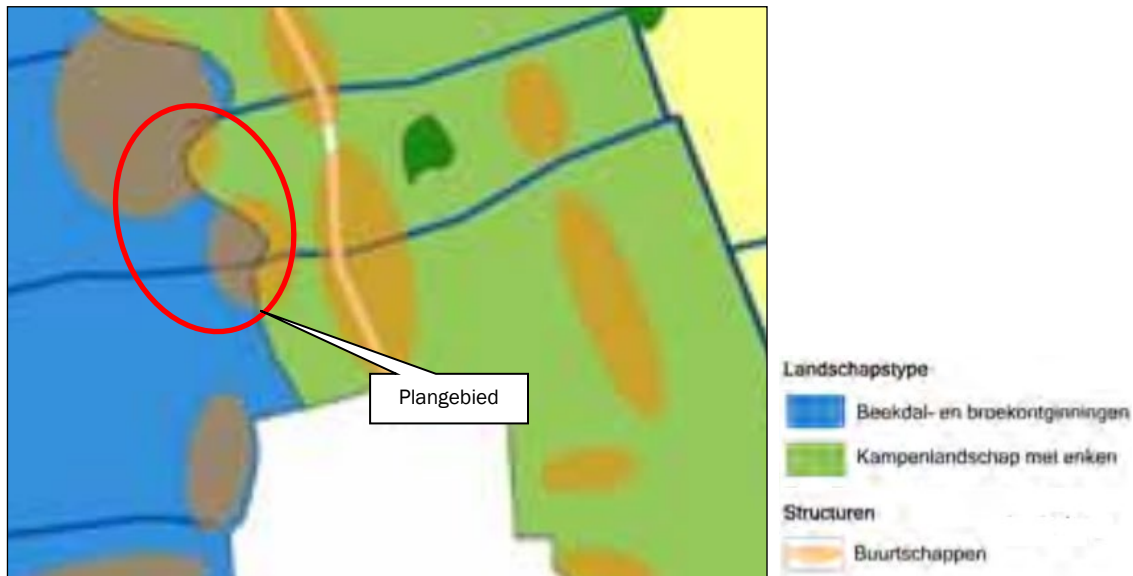 Plangebied
Landschapstype
Beekdal- en broekontginningen
Kampenlandschap met enken
Structuren
Buurtschappen